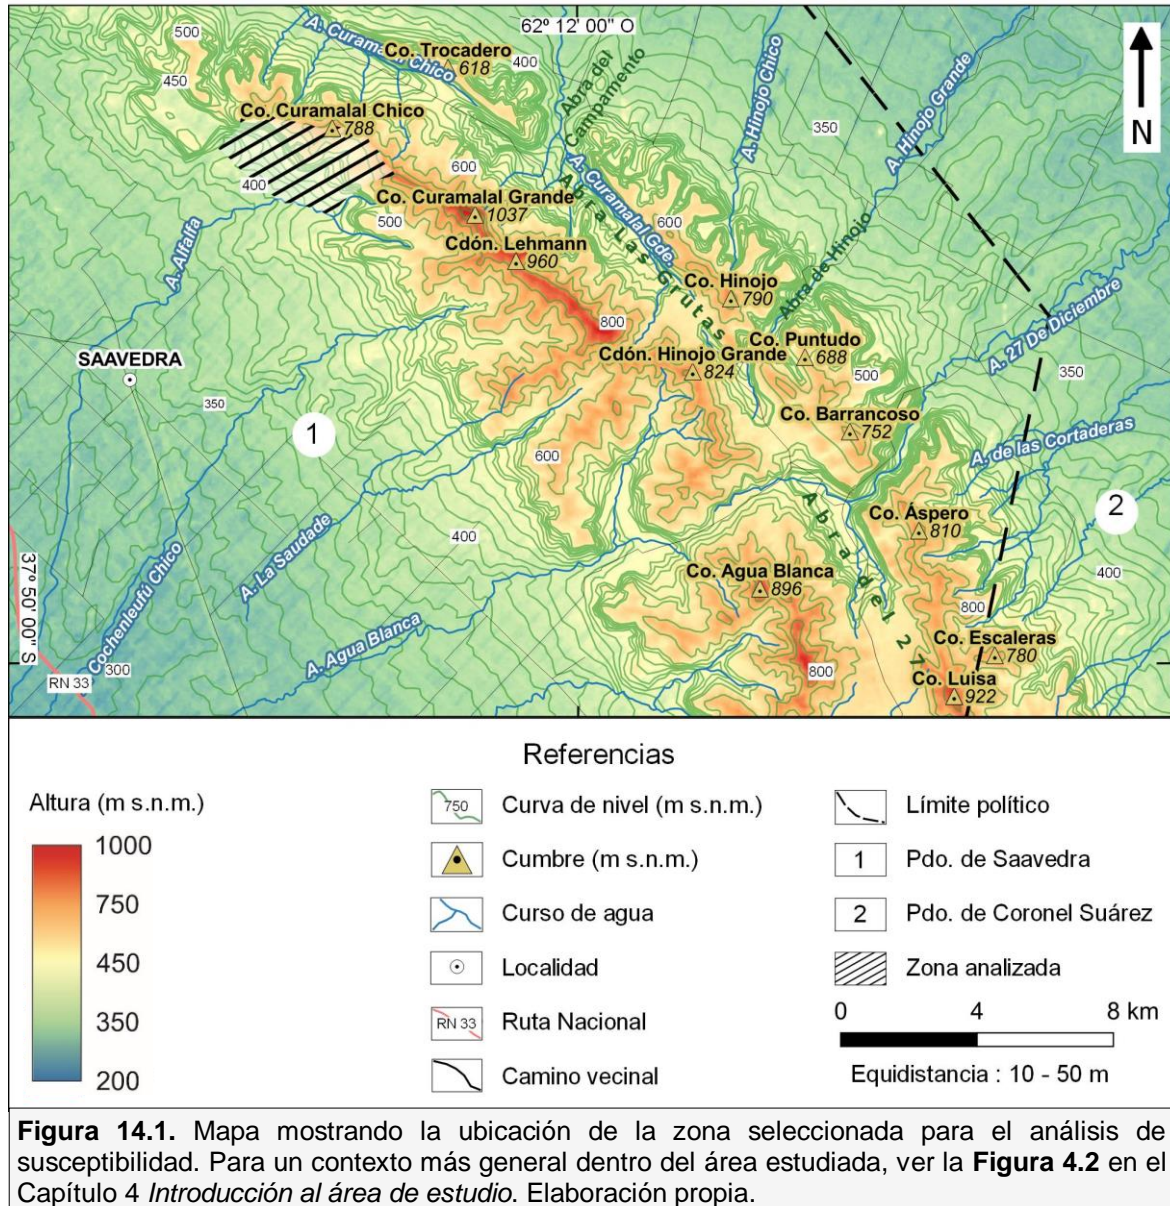 62º 12' 00" O
500
A. Curamalal Chico
Co. Trocadero
618
400
450
Abra del
Campamento
A. Hinojo Chico
A. Hinojo Grande
N
Co. Curamalal Chico
788
350
600
400
A. Curamalal Gde.
Abra Las Grutas
Co. Curamalal Grande
1037
500
600
Abra de Hinojo
A. Alfalfa
Cdón. Lehmann
960
Co. Hinojo
790
A. 27 De Diciembre
800
Co. Puntudo
688
SAAVEDRA
Cdón. Hinojo Grande
824
500
350
350
1
Co. Barrancoso
752
A. de las Cortaderas
600
2
Abra del 27
Co. Áspero
810
400
A. La Saudade
Co. Agua Blanca
896
400
37º 50' 00" S
A. Cochenleufú Chico
A. Agua Blanca
800
Co. Escaleras
780
300
RN 33
800
Co. Luisa
922
Referencias
Altura (m s.n.m.)
1000
750
450
350
200
750 Curva de nivel (m s.n.m.)
Cumbre (m s.n.m.)
Curso de agua
Localidad
RN 33 Ruta Nacional
Camino vecinal
Límite político
1 Pdo. de Saavedra
2 Pdo. de Coronel Suárez
Zona analizada
0 4 8 km
Equidistancia : 10 - 50 m
Figura 14.1. Mapa mostrando la ubicación de la zona seleccionada para el análisis de
susceptibilidad. Para un contexto más general dentro del área estudiada, ver la Figura 4.2 en el
Capítulo 4 Introducción al área de estudio. Elaboración propia.